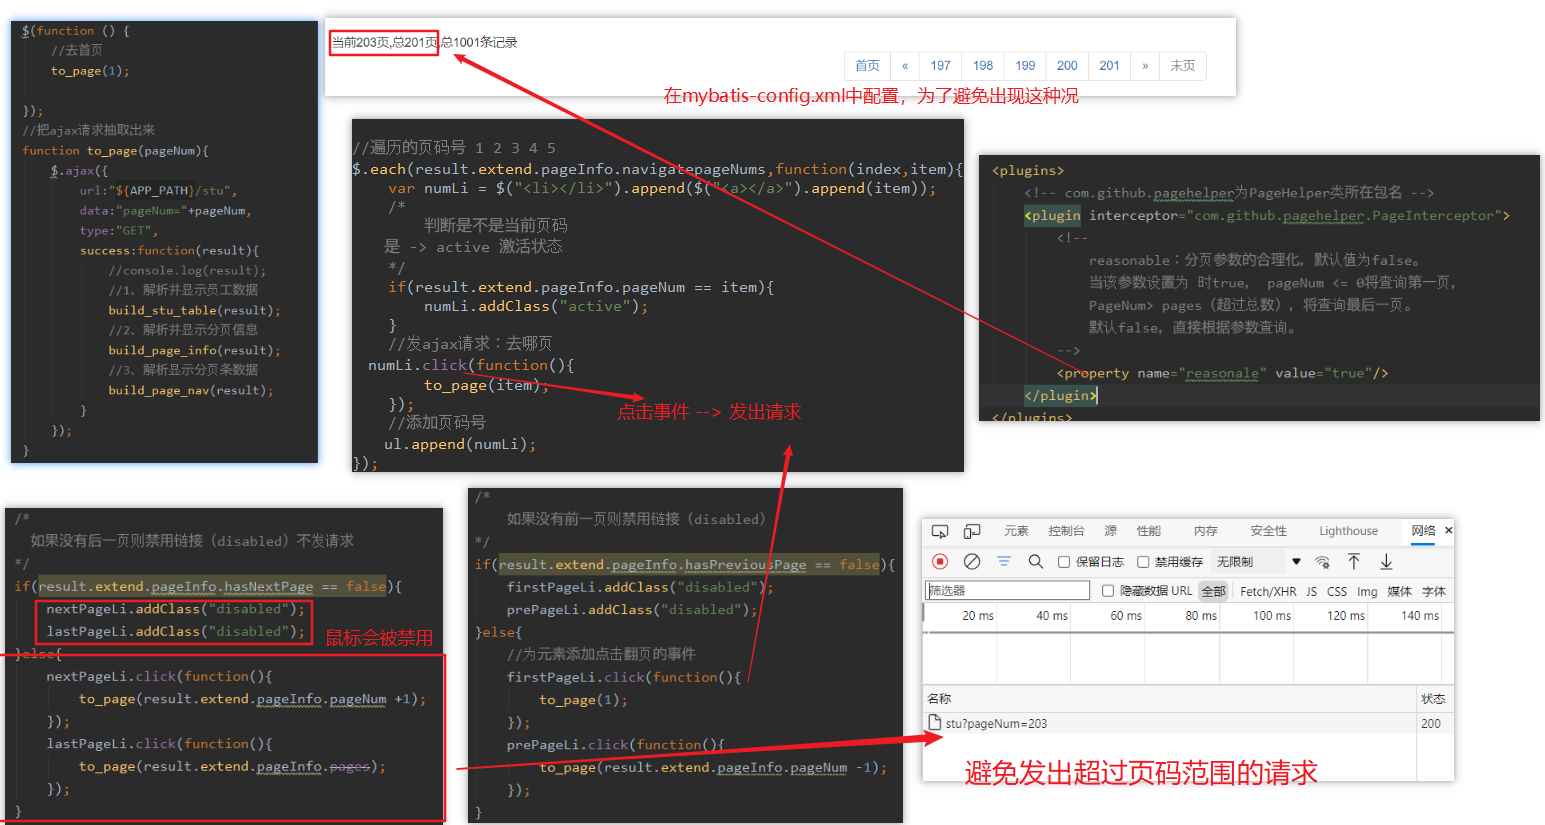 $(function () {
//去首页
to_page(1);
});
//把ajax请求抽取出来
function to_page(pageNum){
$.ajax({
url:"${APP_PATH}/stu",
data:"pageNum="+pageNum,
type:"GET",
success:function(result){
//console.log(result);
//1、解析并显示员工数据
build_stu_table(result);
//2、解析并显示分页信息
build_page_info(result);
//3、解析显示分页条数据
build_page_nav(result);
}
});
}
当前203页,总201页,总1001条记录
首页 « 197 198 199 200 201 » 末页
在mybatis-config.xml中配置，为了避免出现这种况
//遍历的页码号 1 2 3 4 5
$.each(result.extend.pageInfo.navigatepageNums,function(index,item){
var numLi = $("<li></li>").append($("<a></a>").append(item));
/*
判断是不是当前页码
是 -> active 激活状态
*/
if(result.extend.pageInfo.pageNum == item){
numLi.addClass("active");
}
//发ajax请求：去哪页
numLi.click(function(){
to_page(item);
});
//添加页码号
ul.append(numLi);
});
点击事件 --> 发出请求
<plugins>
<!-- com.github.pagehelper为PageHelper类所在包名 -->
<plugin interceptor="com.github.pagehelper.PageInterceptor">
<!--
reasonable：分页参数的合理化，默认值为false。
当该参数设置为 时true， pageNum <= 0将查询第一页，
PageNum> pages（超过总数），将查询最后一页。
默认false，直接根据参数查询。
-->
<property name="reasonale" value="true"/>
</plugin>
</plugins>
/*
如果没有后一页则禁用链接（disabled）不发请求
*/
if(result.extend.pageInfo.hasNextPage == false){
nextPageLi.addClass("disabled");
lastPageLi.addClass("disabled");
鼠标会被禁用
}else{
nextPageLi.click(function(){
to_page(result.extend.pageInfo.pageNum +1);
});
lastPageLi.click(function(){
to_page(result.extend.pageInfo.pages);
});
}
/*
如果没有前一页则禁用链接（disabled）
*/
if(result.extend.pageInfo.hasPreviousPage == false){
firstPageLi.addClass("disabled");
prePageLi.addClass("disabled");
}else{
//为元素添加点击翻页的事件
firstPageLi.click(function(){
to_page(1);
});
prePageLi.click(function(){
to_page(result.extend.pageInfo.pageNum -1);
});
}
元素 控制台 源 性能 内存 安全性 Lighthouse 网络 ×
保留日志 禁用缓存 无限制
筛选器 隐藏数据 URL 全部 Fetch/XHR JS CSS Img 媒体 字体
20 ms 40 ms 60 ms 80 ms 100 ms 120 ms 140 ms
名称 状态
stu?pageNum=203 200
避免发出超过页码范围的请求